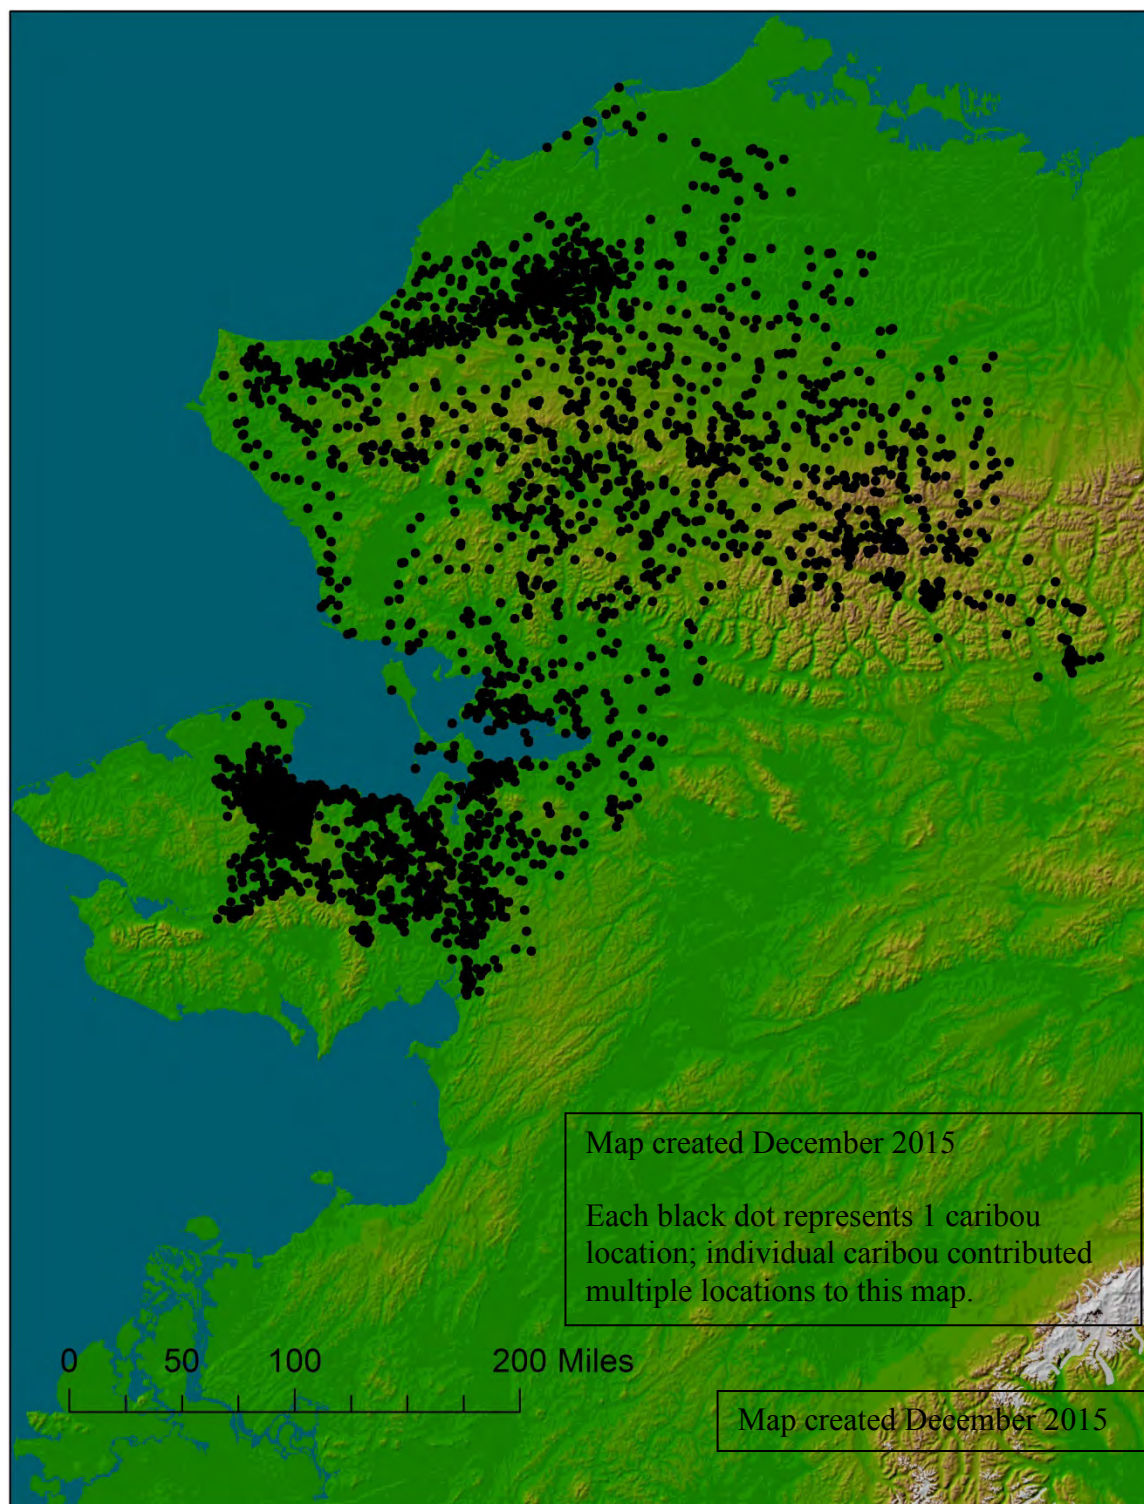 Map created December 2015
Each black dot represents 1 caribou
location; individual caribou contributed
multiple locations to this map.
0 50 100 200 Miles
Map created December 2015